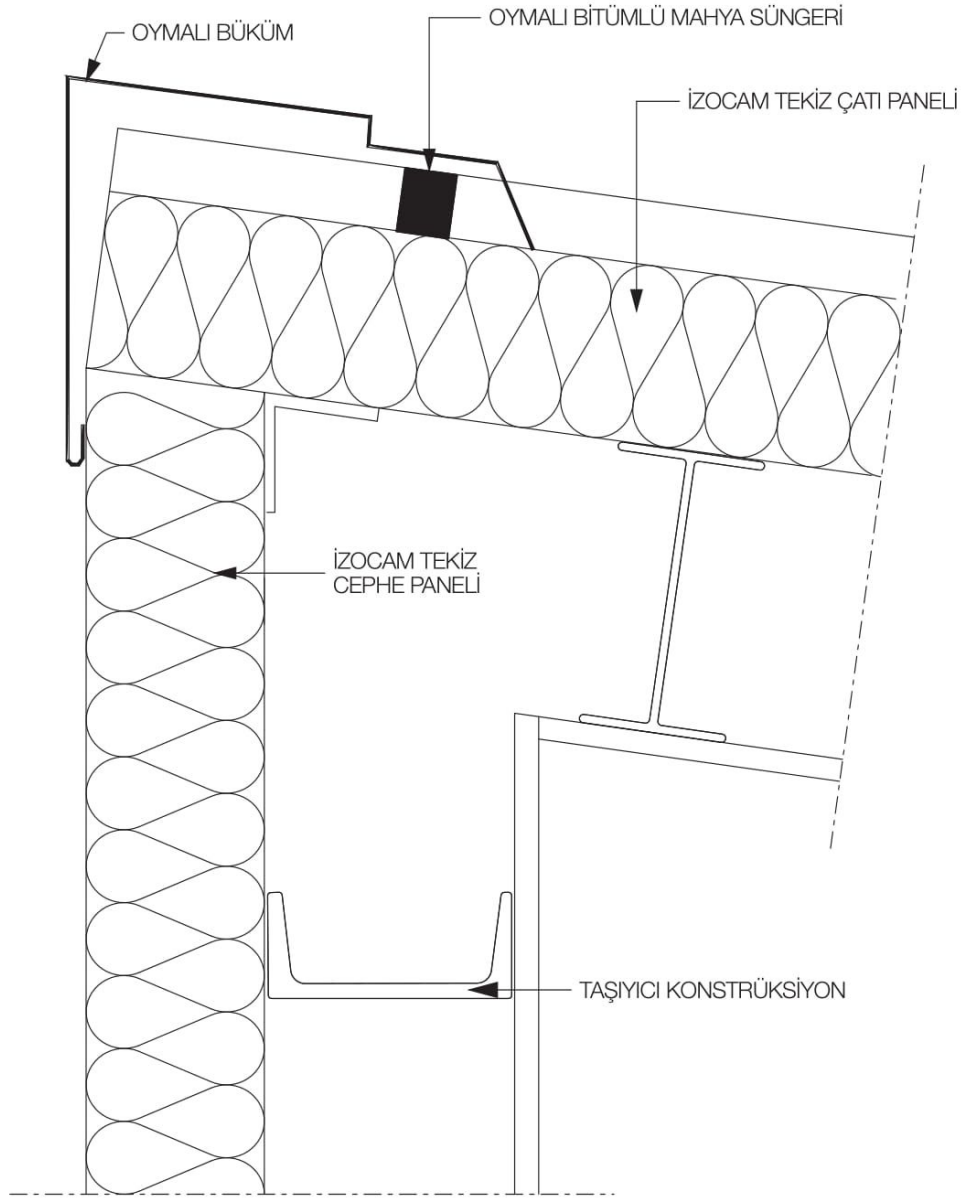 OYMALI BÜKÜM
OYMALI BİTÜMLÜ MAHYA SÜNGERİ
İZOCAM TEKİZ ÇATI PANELİ
İZOCAM TEKİZ
CEPHE PANELİ
TAŞIYICI KONSTRÜKSİYON